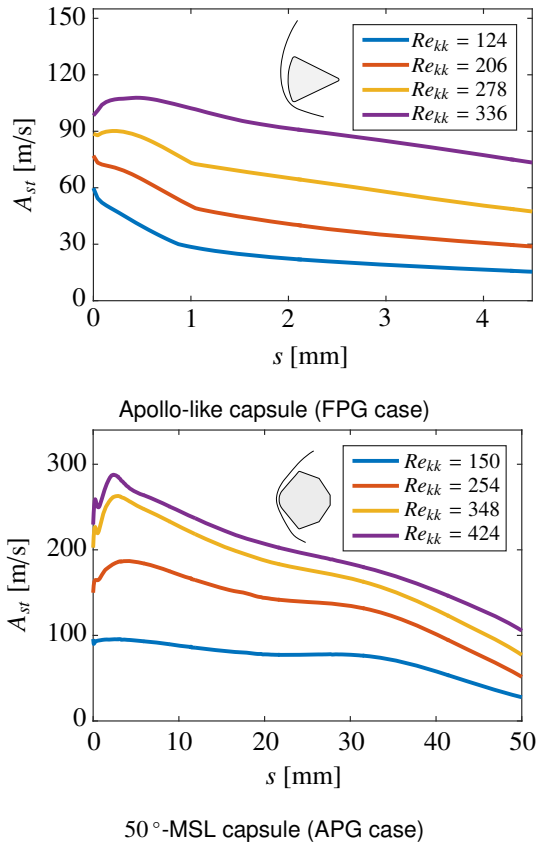 150
120
90
60
30
0
A_st [m/s]
Re_kk = 124
Re_kk = 206
Re_kk = 278
Re_kk = 336
0 1 2 3 4
s [mm]
Apollo-like capsule (FPG case)
300
200
100
0
A_st [m/s]
Re_kk = 150
Re_kk = 254
Re_kk = 348
Re_kk = 424
0 10 20 30 40 50
s [mm]
50°-MSL capsule (APG case)